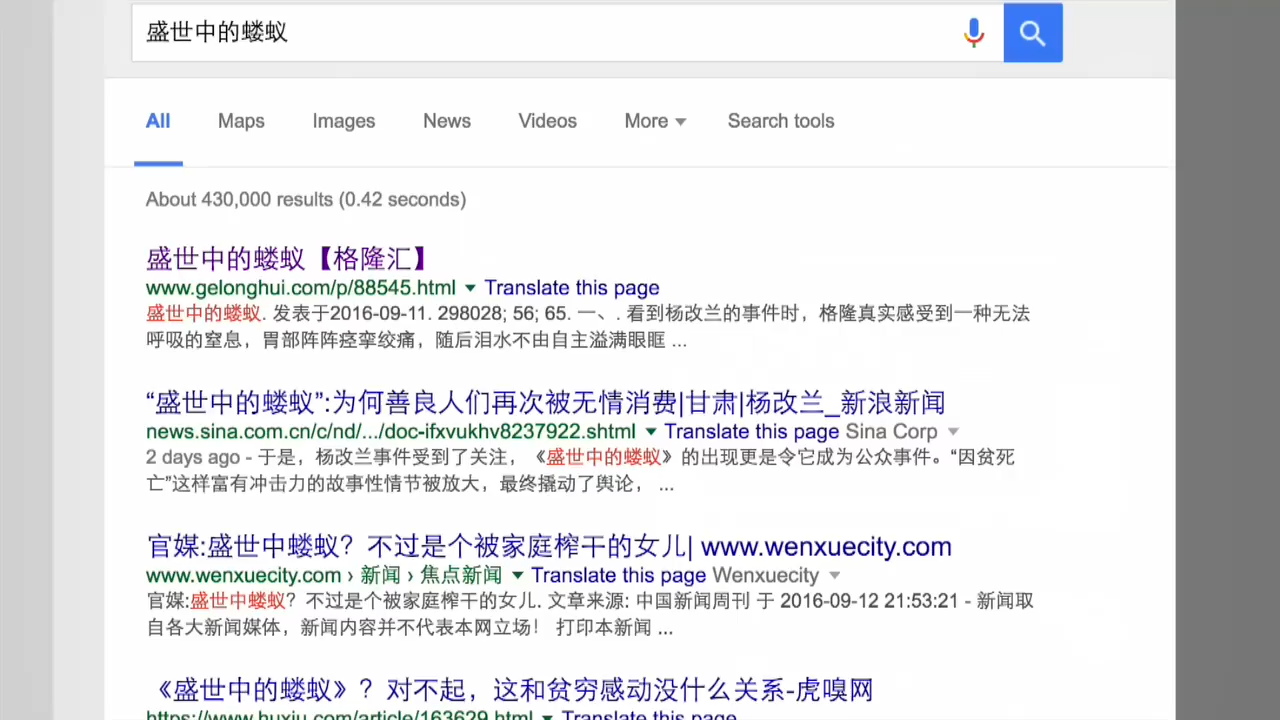 盛世中的蝼蚁
All Maps Images News Videos More Search tools
About 430,000 results (0.42 seconds)
盛世中的蝼蚁【格隆汇】
www.gelonghui.com/p/88545.html Translate this page
盛世中的蝼蚁. 发表于2016-09-11. 298028; 56; 65. 一、. 看到杨改兰的事件时，格隆真实感受到一种无法
呼吸的窒息，胃部阵阵痉挛绞痛，随后泪水不由自主溢满眼眶 ...
“盛世中的蝼蚁”:为何善良人们再次被无情消费|甘肃|杨改兰_新浪新闻
news.sina.com.cn/c/nd/.../doc-ifxvukhv8237922.shtml Translate this page Sina Corp
2 days ago - 于是，杨改兰事件受到了关注，《盛世中的蝼蚁》的出现更是令它成为公众事件。“因贫死
亡”这样富有冲击力的故事性情节被放大，最终撬动了舆论， ...
官媒:盛世中蝼蚁？不过是个被家庭榨干的女儿| www.wenxuecity.com
www.wenxuecity.com › 新闻 › 焦点新闻 Translate this page Wenxuecity
官媒:盛世中蝼蚁？不过是个被家庭榨干的女儿. 文章来源: 中国新闻周刊 于 2016-09-12 21:53:21 - 新闻取
自各大新闻媒体，新闻内容并不代表本网立场！ 打印本新闻 ...
《盛世中的蝼蚁》？对不起，这和贫穷感动没什么关系-虎嗅网
https://www.huxiu.com/article/163629.html Translate this page